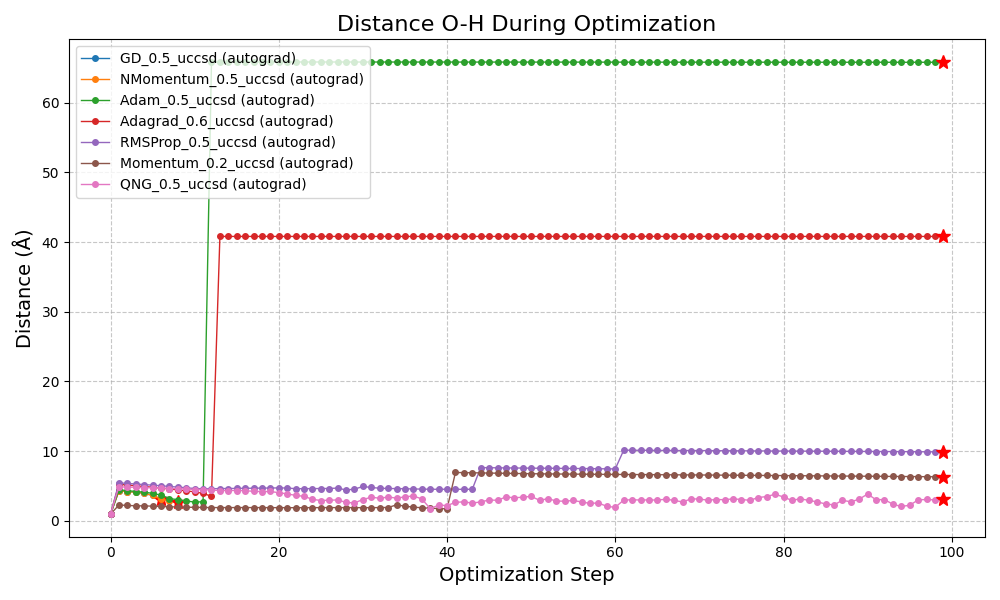 Distance O-H During Optimization
GD_0.5_uccsd (autograd)
NMomentum_0.5_uccsd (autograd)
Adam_0.5_uccsd (autograd)
Adagrad_0.6_uccsd (autograd)
RMSProp_0.5_uccsd (autograd)
Momentum_0.2_uccsd (autograd)
QNG_0.5_uccsd (autograd)
Distance (Å)
60
50
40
30
20
10
0
0 20 40 60 80 100
Optimization Step